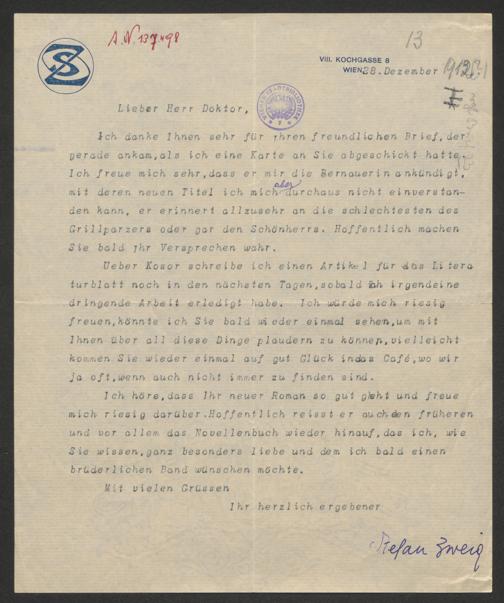 A.N. 137498
13
SZ
VIII. KOCHGASSE 8
WIEN, 28. Dezember 1912
Lieber Herr Doktor,
Ich danke Ihnen sehr für Ihren freundlichen Brief, der
gerade ankam, als ich eine Karte an Sie abgeschickt hatte.
Ich freue mich sehr, dass er mir die Bernauerin ankündigt,
mit deren neuen Titel ich mich aber durchaus nicht einverstan-
den kann, er erinnert allzusehr an die schlechtesten des
Grillparzers oder gar den Schönherrs. Hoffentlich machen
Sie bald Ihr Versprechen wahr.
Ueber Kosor schreibe ich einen Artikel für das Litera
turblatt noch in den nächsten Tagen, sobald ich irgendeine
dringende Arbeit erledigt habe. Ich würde mich riesig
freuen, könnte ich Sie bald wieder einmal sehen, um mit
Ihnen über all diese Dinge plaudern zu können, vielleicht
kommen Sie wieder einmal auf gut Glück in das Café, wo wir
ja oft, wenn auch nicht immer zu finden sind.
Ich höre, dass Ihr neuer Roman so gut geht und freue
mich riesig darüber. Hoffentlich reisst er auch den früheren
und vor allem das Novellenbuch wieder hinauf, das ich, wie
Sie wissen, ganz besonders liebe und dem ich bald einen
brüderlichen Band wünschen möchte.
Mit vielen Grüssen
Ihr herzlich ergebener
Stefan Zweig